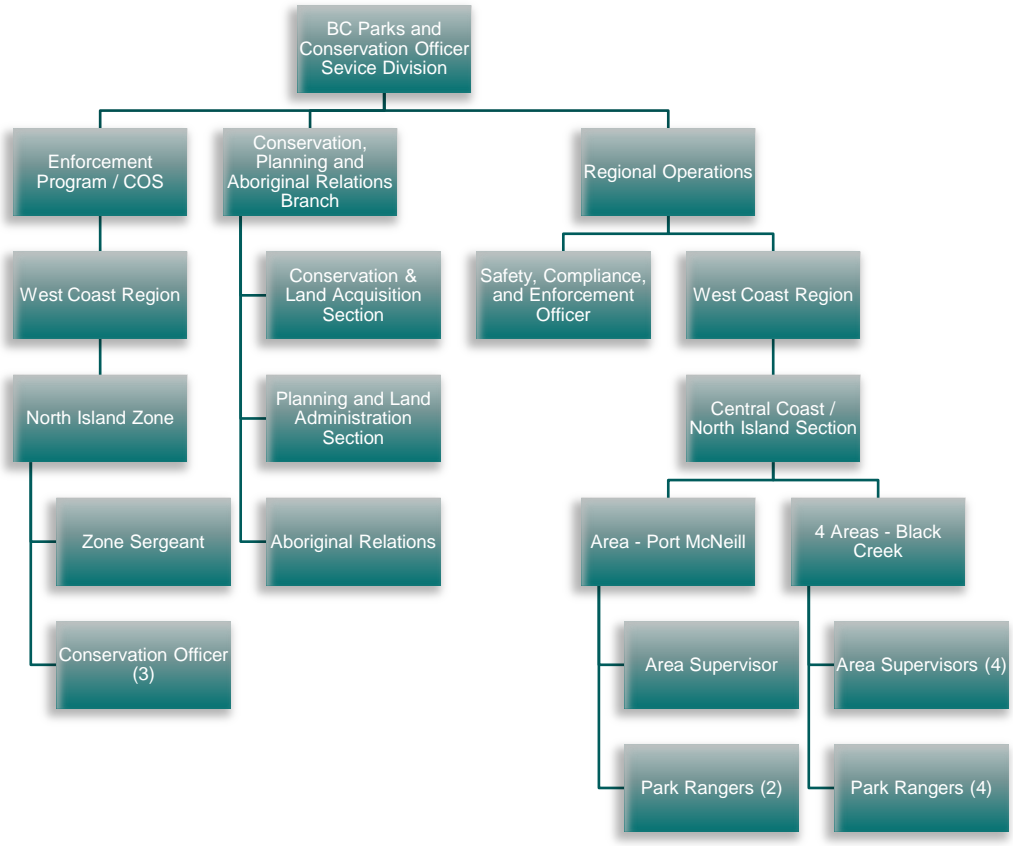 BC Parks and
Conservation Officer
Sevice Division
Enforcement
Program / COS
Conservation,
Planning and
Aboriginal Relations
Branch
Regional Operations
West Coast Region
Conservation &
Land Acquisition
Section
Safety, Compliance,
and Enforcement
Officer
West Coast Region
North Island Zone
Planning and Land
Administration
Section
Central Coast /
North Island Section
Zone Sergeant
Aboriginal Relations
Area - Port McNeill
4 Areas - Black
Creek
Conservation Officer
(3)
Area Supervisor
Area Supervisors (4)
Park Rangers (2)
Park Rangers (4)